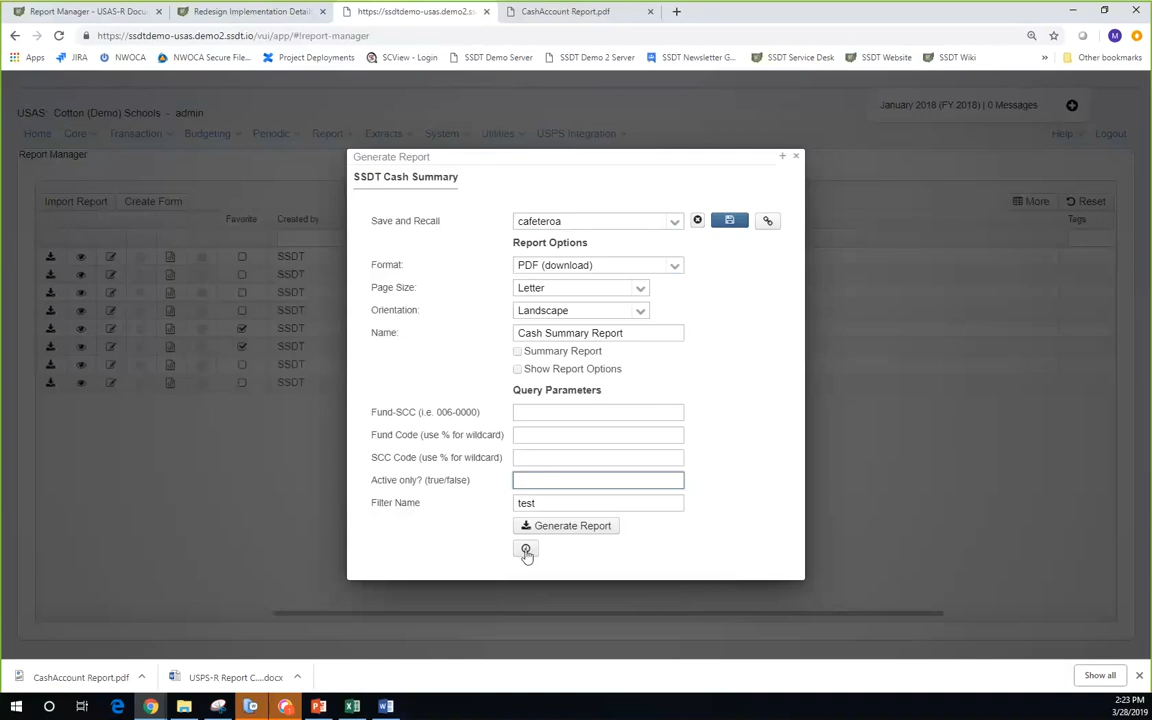 Report Manager - USAS-R Docu
Redesign Implementation Detail
https://ssdtdemo-usas.demo2.ssdt.io
CashAccount Report.pdf
https://ssdtdemo-usas.demo2.ssdt.io/vui/app/#!report-manager
Apps JIRA NWOCA NWOCA Secure File... Project Deployments SCView - Login SSDT Demo Server SSDT Demo 2 Server SSDT Newsletter G... SSDT Service Desk SSDT Website SSDT Wiki » Other bookmarks
USAS: Cotton (Demo) Schools - admin
January 2018 (FY 2018) | 0 Messages
Home Core Transaction Budgeting Periodic Report Extracts System Utilities USPS Integration Help Logout
Report Manager
Generate Report
SSDT Cash Summary
Import Report Create Form More Reset
Favorite Created by Tags
SSDT
SSDT
SSDT
SSDT
SSDT
SSDT
SSDT
SSDT
Save and Recall cafeteroa
Report Options
Format: PDF (download)
Page Size: Letter
Orientation: Landscape
Name: Cash Summary Report
Summary Report
Show Report Options
Query Parameters
Fund-SCC (i.e. 006-0000)
Fund Code (use % for wildcard)
SCC Code (use % for wildcard)
Active only? (true/false)
Filter Name test
Generate Report
CashAccount Report.pdf
USPS-R Report C....docx
Show all
2:23 PM
3/28/2019